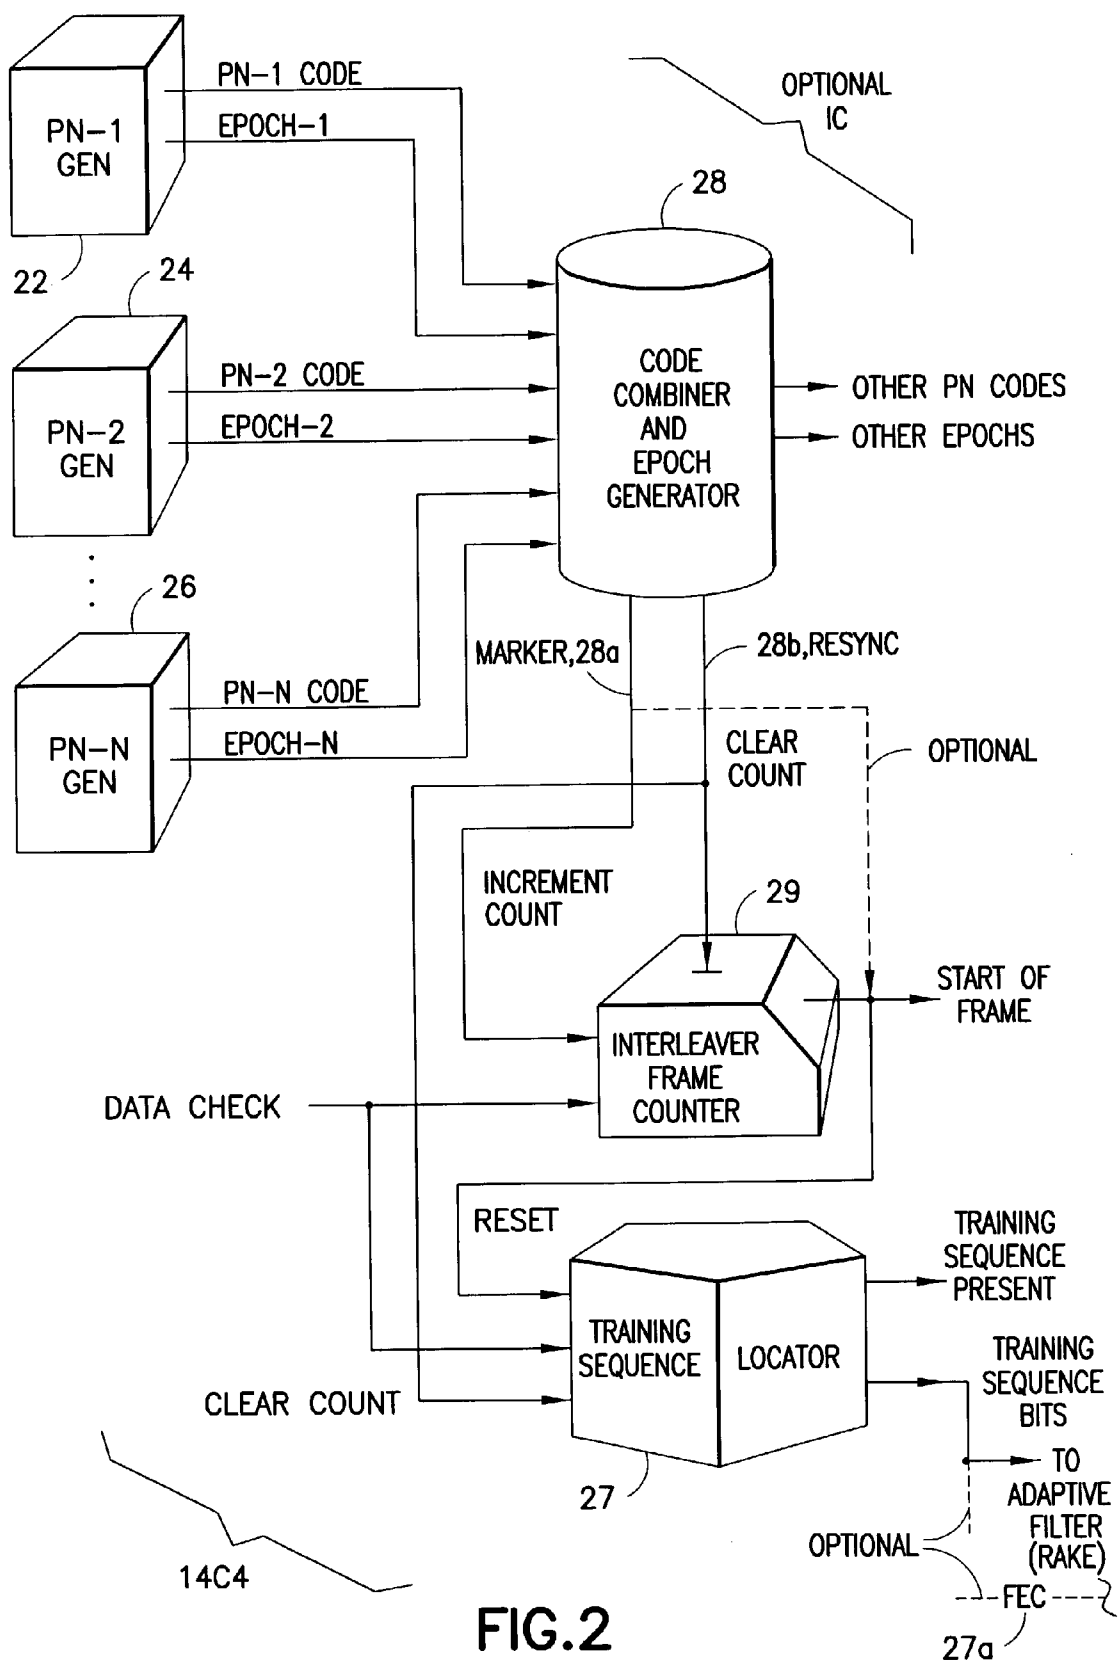 PN-1 CODE
EPOCH-1
PN-1
GEN
22
OPTIONAL
IC
28
24
PN-2 CODE
EPOCH-2
PN-2
GEN
CODE
COMBINER
AND
EPOCH
GENERATOR
OTHER PN CODES
OTHER EPOCHS
26
PN-N CODE
EPOCH-N
PN-N
GEN
MARKER,28a
28b,RESYNC
CLEAR
COUNT
OPTIONAL
INCREMENT
COUNT
29
START OF
FRAME
INTERLEAVER
FRAME
COUNTER
DATA CHECK
RESET
TRAINING
SEQUENCE
PRESENT
TRAINING
SEQUENCE
LOCATOR
TRAINING
SEQUENCE
BITS
CLEAR COUNT
27
TO
ADAPTIVE
FILTER
(RAKE)
OPTIONAL
FEC
27a
14C4
FIG.2